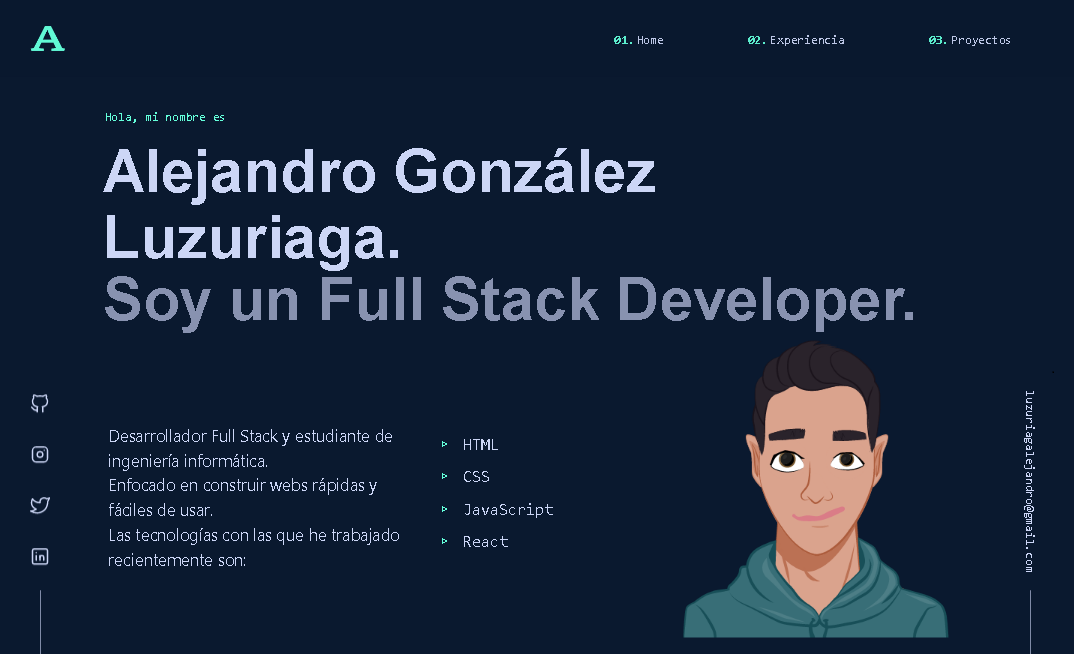 A
01. Home
02. Experiencia
03. Proyectos
Hola, mi nombre es
Alejandro González
Luzuriaga.
Soy un Full Stack Developer.
Desarrollador Full Stack y estudiante de
ingeniería informática.
Enfocado en construir webs rápidas y
fáciles de usar.
Las tecnologías con las que he trabajado
recientemente son:
HTML
CSS
JavaScript
React
in
luzuriagalejandro@gmail.com